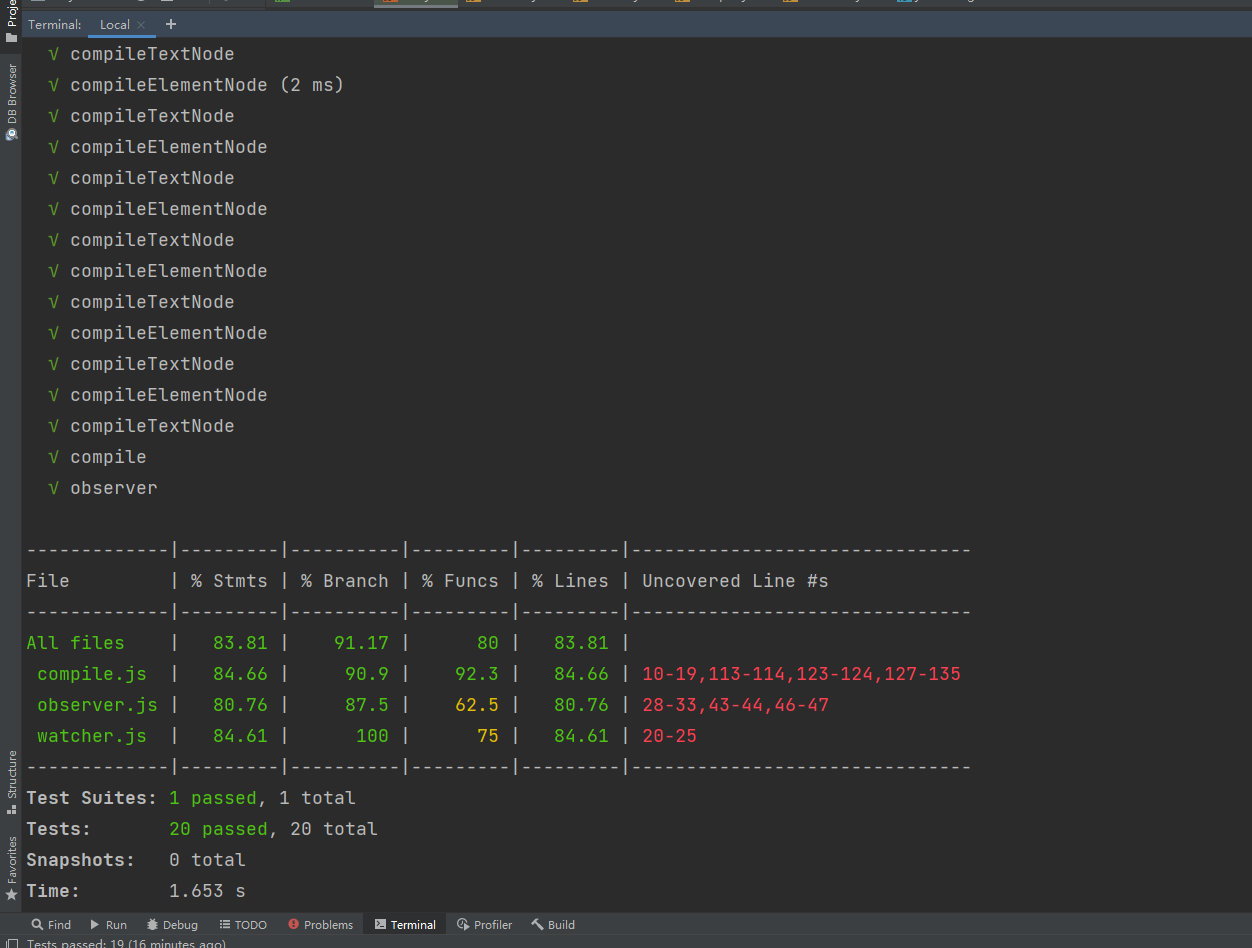 Terminal: Local × +
√ compileTextNode
√ compileElementNode (2 ms)
√ compileTextNode
√ compileElementNode
√ compileTextNode
√ compileElementNode
√ compileTextNode
√ compileElementNode
√ compileTextNode
√ compileElementNode
√ compileTextNode
√ compileElementNode
√ compileTextNode
√ compile
√ observer
-------------|---------|----------|---------|---------|-------------------------------
File         | % Stmts | % Branch | % Funcs | % Lines | Uncovered Line #s
-------------|---------|----------|---------|---------|-------------------------------
All files    |   83.81 |    91.17 |      80 |   83.81 |
 compile.js  |   84.66 |     90.9 |    92.3 |   84.66 | 10-19,113-114,123-124,127-135
 observer.js |   80.76 |     87.5 |    62.5 |   80.76 | 28-33,43-44,46-47
 watcher.js  |   84.61 |      100 |      75 |   84.61 | 20-25
-------------|---------|----------|---------|---------|-------------------------------
Test Suites: 1 passed, 1 total
Tests:       20 passed, 20 total
Snapshots:   0 total
Time:        1.653 s
DB Browser
Structure
Favorites
Find Run Debug TODO Problems Terminal Profiler Build
Tests passed: 19 (16 minutes ago)